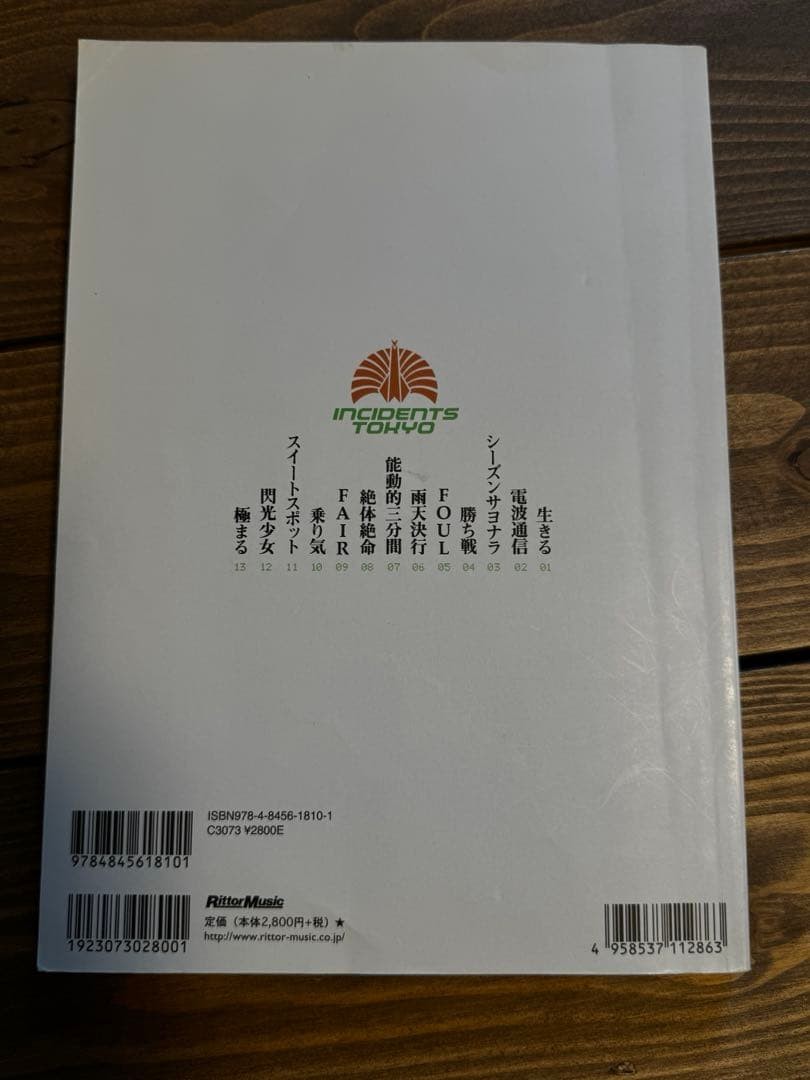 INCIDENTS
TOKYO
生きる
01
電波通信
02
シーズンサヨナラ
03
勝ち戦
04
FOUL
05
雨天決行
06
能動的三分間
07
絶体絶命
08
FAIR
09
乗り気
10
スイートスポット
11
閃光少女
12
極まる
13
ISBN978-4-8456-1810-1
C3073 ¥2800E
9784845618101
RittorMusic
定価(本体2,800円+税)★
http://www.rittor-music.co.jp/
1923073028001
4 958537 112863